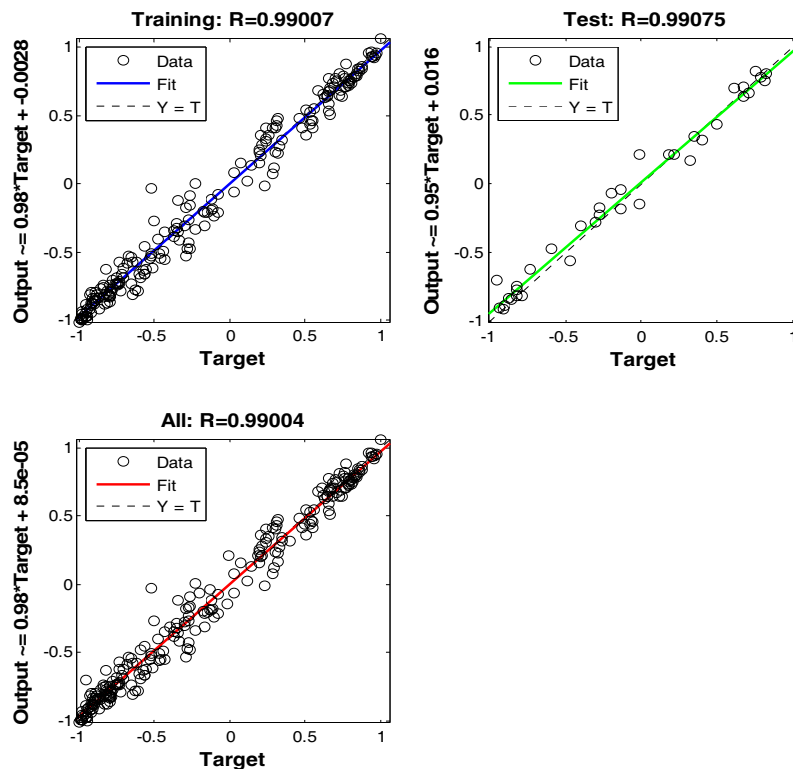 Training: R=0.99007
Output ~= 0.98*Target + -0.0028
1
0.5
0
-0.5
-1
Data
Fit
Y = T
-1
-0.5
0
0.5
1
Target
Test: R=0.99075
Output ~= 0.95*Target + 0.016
1
0.5
0
-0.5
-1
Data
Fit
Y = T
-1
-0.5
0
0.5
1
Target
All: R=0.99004
Output ~= 0.98*Target + 8.5e-05
1
0.5
0
-0.5
-1
Data
Fit
Y = T
-1
-0.5
0
0.5
1
Target